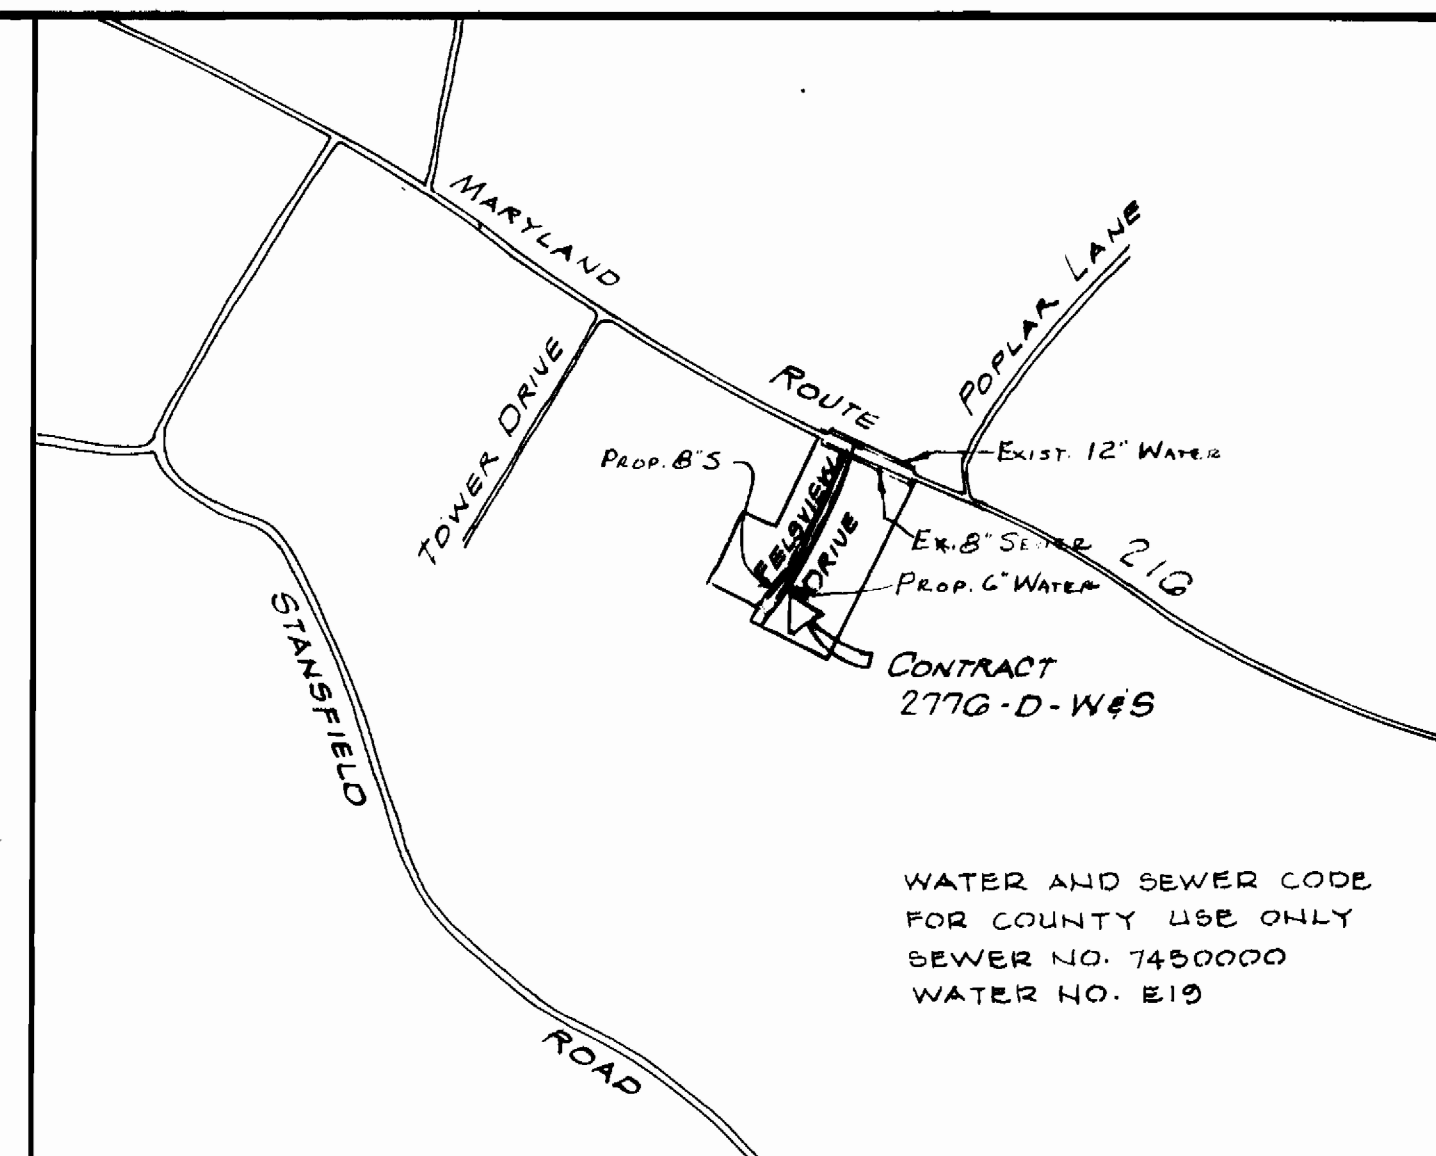 MARYLAND
ROUTE
216
POPLAR LANE
TOWER DRIVE
PROP. 8"S
EXIST. 12" WATER
FELSVIEW
DRIVE
EX. 8" SEWER
PROP. 6" WATER
CONTRACT
2776-D-W&S
STANSFIELD
ROAD
WATER AND SEWER CODE
FOR COUNTY USE ONLY
SEWER NO. 7450000
WATER NO. E19